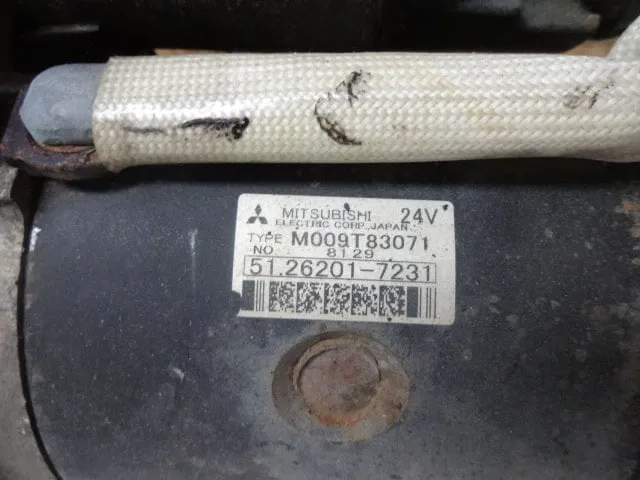 MITSUBISHI 24V
ELECTRIC CORP., JAPAN
TYPE M009T83071
NO. 8129
51.26201-7231